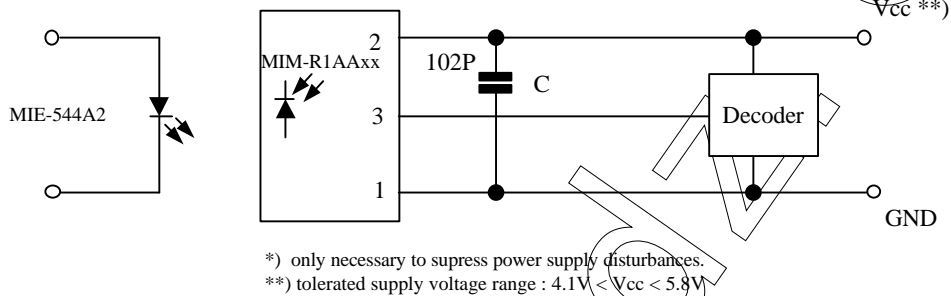 Vcc **)
2
MIM-R1AAxx
102P
C
MIE-544A2
3
Decoder
1
GND
*) only necessary to supress power supply disturbances.
**) tolerated supply voltage range : 4.1V < Vcc < 5.8V